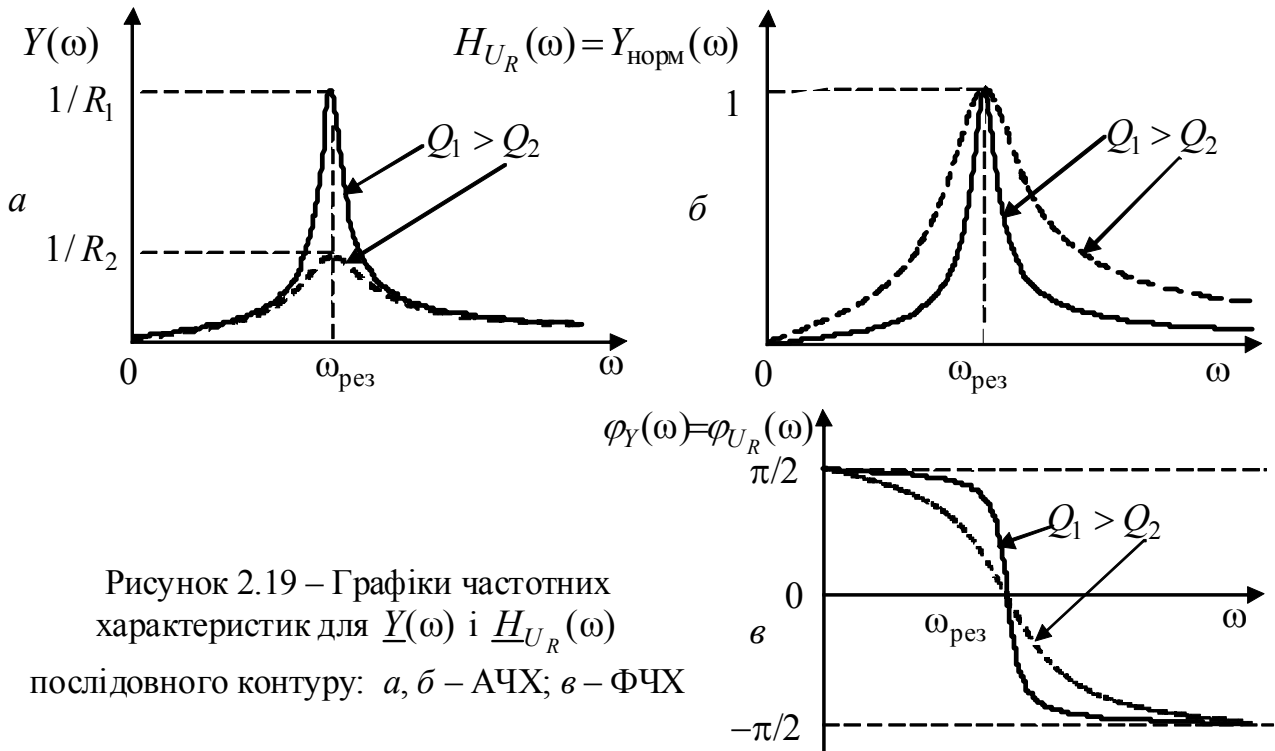 Y(ω)
1/R₁
Q₁ > Q₂
а
1/R₂
0
ω_рез
ω
H_{U_R}(ω) = Y_норм(ω)
1
Q₁ > Q₂
б
0
ω_рез
ω
φ_Y(ω)=φ_{U_R}(ω)
π/2
Q₁ > Q₂
0
ω_рез
ω
в
−π/2
Рисунок 2.19 – Графіки частотних
характеристик для Y(ω) і H_{U_R}(ω)
послідовного контуру: а, б – АЧХ; в – ФЧХ